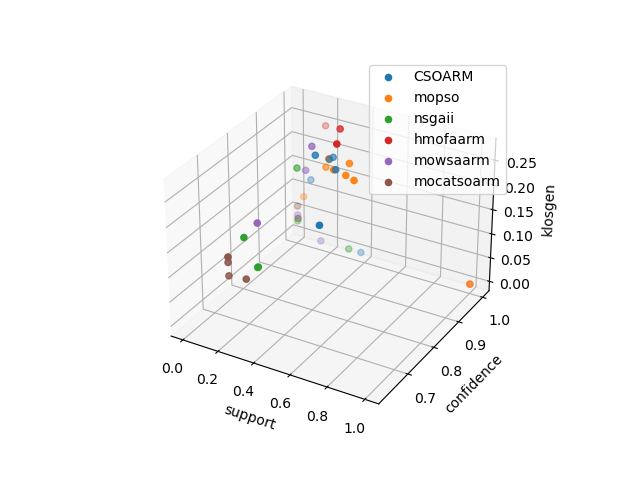 CSOARM
mopso
nsgaii
hmofaarm
mowsaarm
mocatsoarm
0.25
0.20
0.15
0.10
0.05
0.00
klosgen
1.0
0.9
0.8
0.7
confidence
0.0
0.2
0.4
0.6
0.8
1.0
support